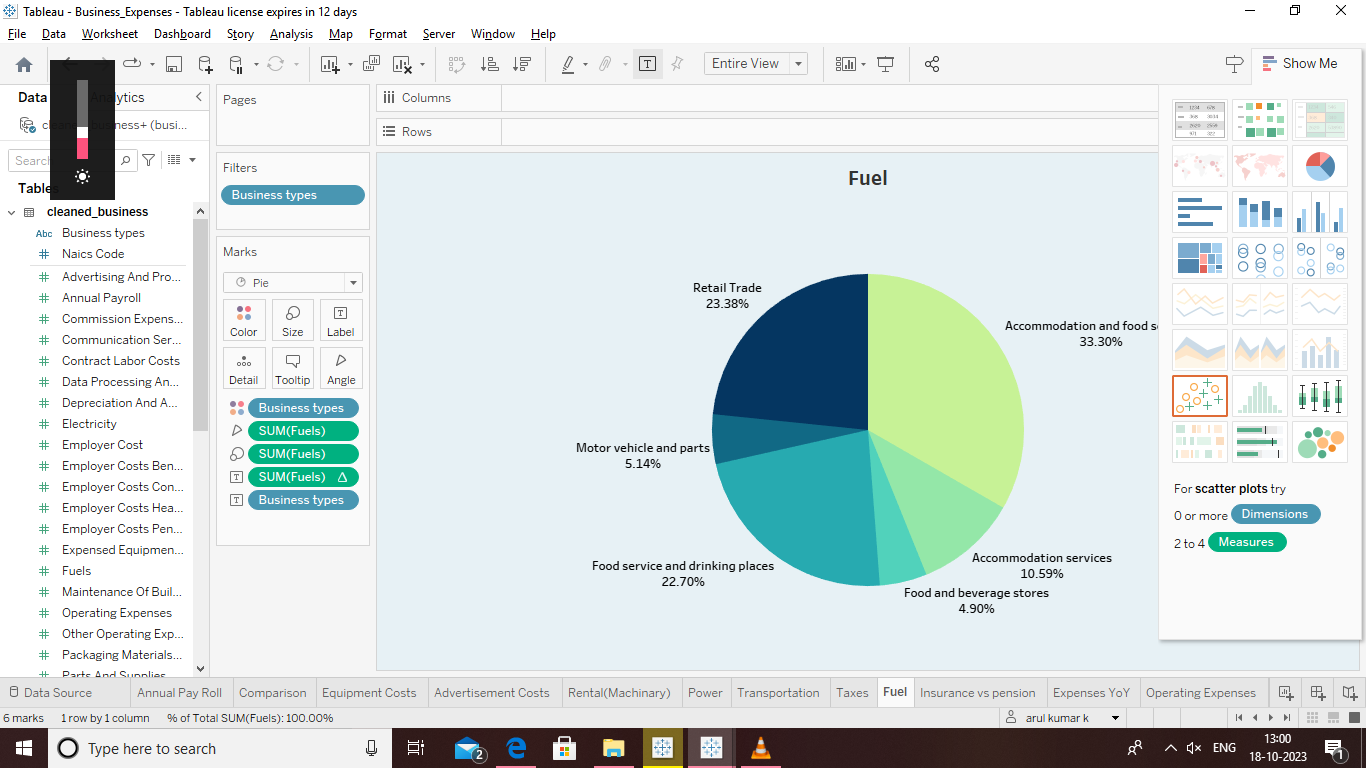 Tableau - Business_Expenses - Tableau license expires in 12 days
File Data Worksheet Dashboard Story Analysis Map Format Server Window Help
Entire View
Show Me
Data Analytics
business+ (busi...
Search
Tables
cleaned_business
Abc Business types
Naics Code
Advertising And Pro...
Annual Payroll
Commission Expens...
Communication Ser...
Contract Labor Costs
Data Processing An...
Depreciation And A...
Electricity
Employer Cost
Employer Costs Ben...
Employer Costs Con...
Employer Costs Hea...
Employer Costs Pen...
Expensed Equipmen...
Fuels
Maintenance Of Buil...
Operating Expenses
Other Operating Exp...
Packaging Materials...
Parts And Supplies
Pages
Filters
Business types
Marks
Pie
Color Size Label
Detail Tooltip Angle
Business types
SUM(Fuels)
SUM(Fuels)
SUM(Fuels) Δ
Business types
Columns
Rows
Fuel
Retail Trade
23.38%
Accommodation and food se
33.30%
Motor vehicle and parts
5.14%
Food service and drinking places
22.70%
Accommodation services
10.59%
Food and beverage stores
4.90%
For scatter plots try
0 or more Dimensions
2 to 4 Measures
Data Source Annual Pay Roll Comparison Equipment Costs Advertisement Costs Rental(Machinary) Power Transportation Taxes Fuel Insurance vs pension Expenses YoY Operating Expenses
6 marks 1 row by 1 column % of Total SUM(Fuels): 100.00% arul kumar k
Type here to search
2
ENG
13:00
18-10-2023
1